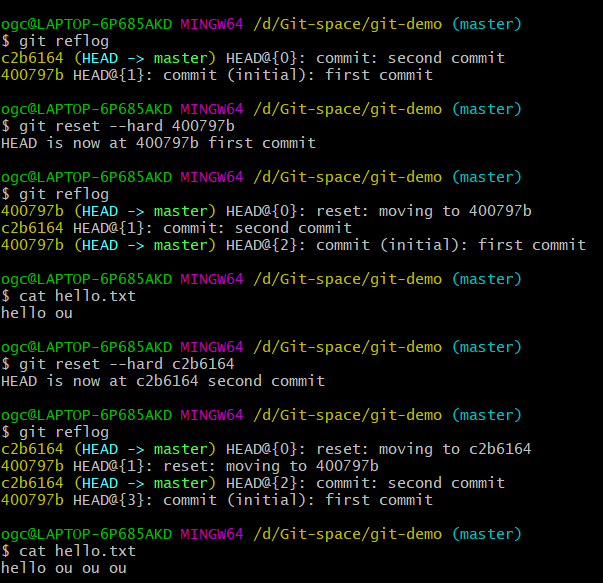 ogc@LAPTOP-6P685AKD MINGW64 /d/Git-space/git-demo (master)
$ git reflog
c2b6164 (HEAD -> master) HEAD@{0}: commit: second commit
400797b HEAD@{1}: commit (initial): first commit
ogc@LAPTOP-6P685AKD MINGW64 /d/Git-space/git-demo (master)
$ git reset --hard 400797b
HEAD is now at 400797b first commit
ogc@LAPTOP-6P685AKD MINGW64 /d/Git-space/git-demo (master)
$ git reflog
400797b (HEAD -> master) HEAD@{0}: reset: moving to 400797b
c2b6164 HEAD@{1}: commit: second commit
400797b (HEAD -> master) HEAD@{2}: commit (initial): first commit
ogc@LAPTOP-6P685AKD MINGW64 /d/Git-space/git-demo (master)
$ cat hello.txt
hello ou
ogc@LAPTOP-6P685AKD MINGW64 /d/Git-space/git-demo (master)
$ git reset --hard c2b6164
HEAD is now at c2b6164 second commit
ogc@LAPTOP-6P685AKD MINGW64 /d/Git-space/git-demo (master)
$ git reflog
c2b6164 (HEAD -> master) HEAD@{0}: reset: moving to c2b6164
400797b HEAD@{1}: reset: moving to 400797b
c2b6164 (HEAD -> master) HEAD@{2}: commit: second commit
400797b HEAD@{3}: commit (initial): first commit
ogc@LAPTOP-6P685AKD MINGW64 /d/Git-space/git-demo (master)
$ cat hello.txt
hello ou ou ou